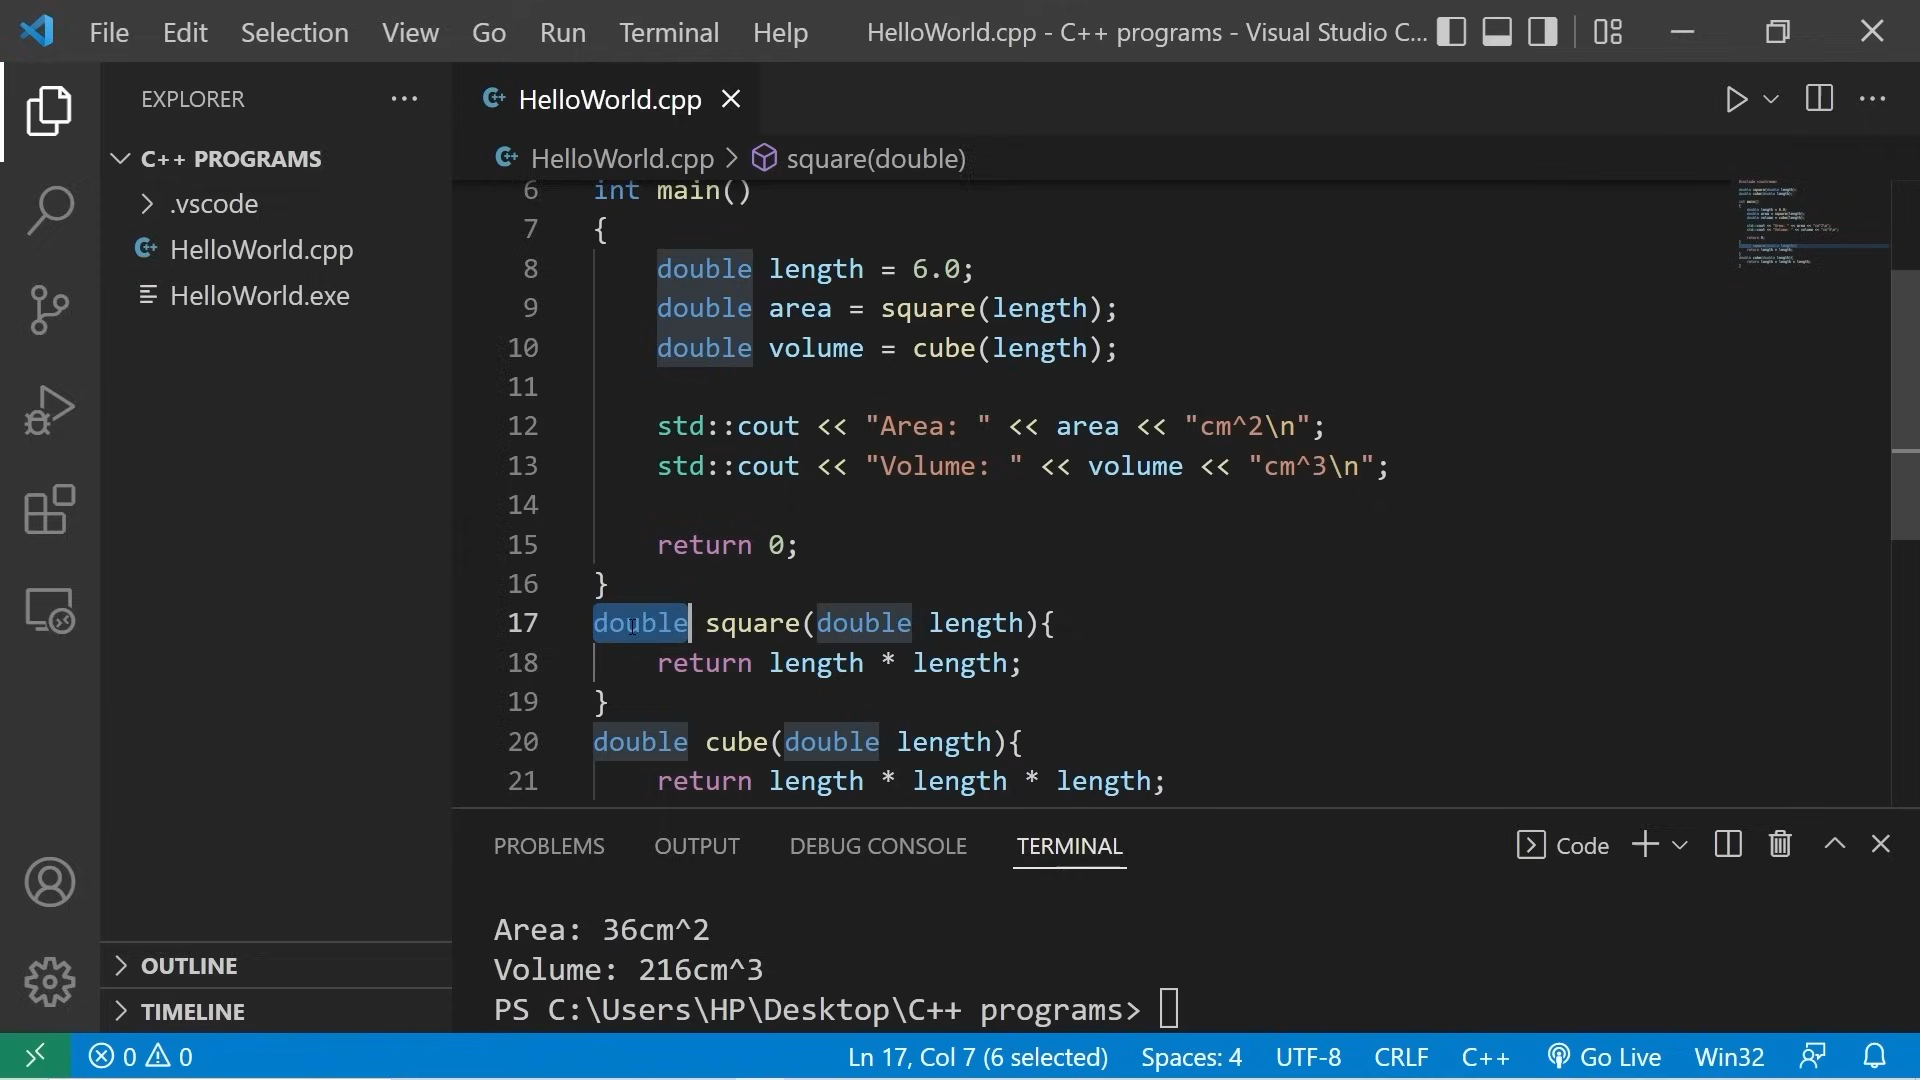 File Edit Selection View Go Run Terminal Help HelloWorld.cpp - C++ programs - Visual Studio C...
EXPLORER
C++ PROGRAMS
.vscode
HelloWorld.cpp
HelloWorld.exe
OUTLINE
TIMELINE
HelloWorld.cpp
HelloWorld.cpp > square(double)
6 int main()
7 {
8 double length = 6.0;
9 double area = square(length);
10 double volume = cube(length);
11
12 std::cout << "Area: " << area << "cm^2\n";
13 std::cout << "Volume: " << volume << "cm^3\n";
14
15 return 0;
16 }
17 double square(double length){
18 return length * length;
19 }
20 double cube(double length){
21 return length * length * length;
PROBLEMS OUTPUT DEBUG CONSOLE TERMINAL Code
Area: 36cm^2
Volume: 216cm^3
PS C:\Users\HP\Desktop\C++ programs>
0 0 Ln 17, Col 7 (6 selected) Spaces: 4 UTF-8 CRLF C++ Go Live Win32